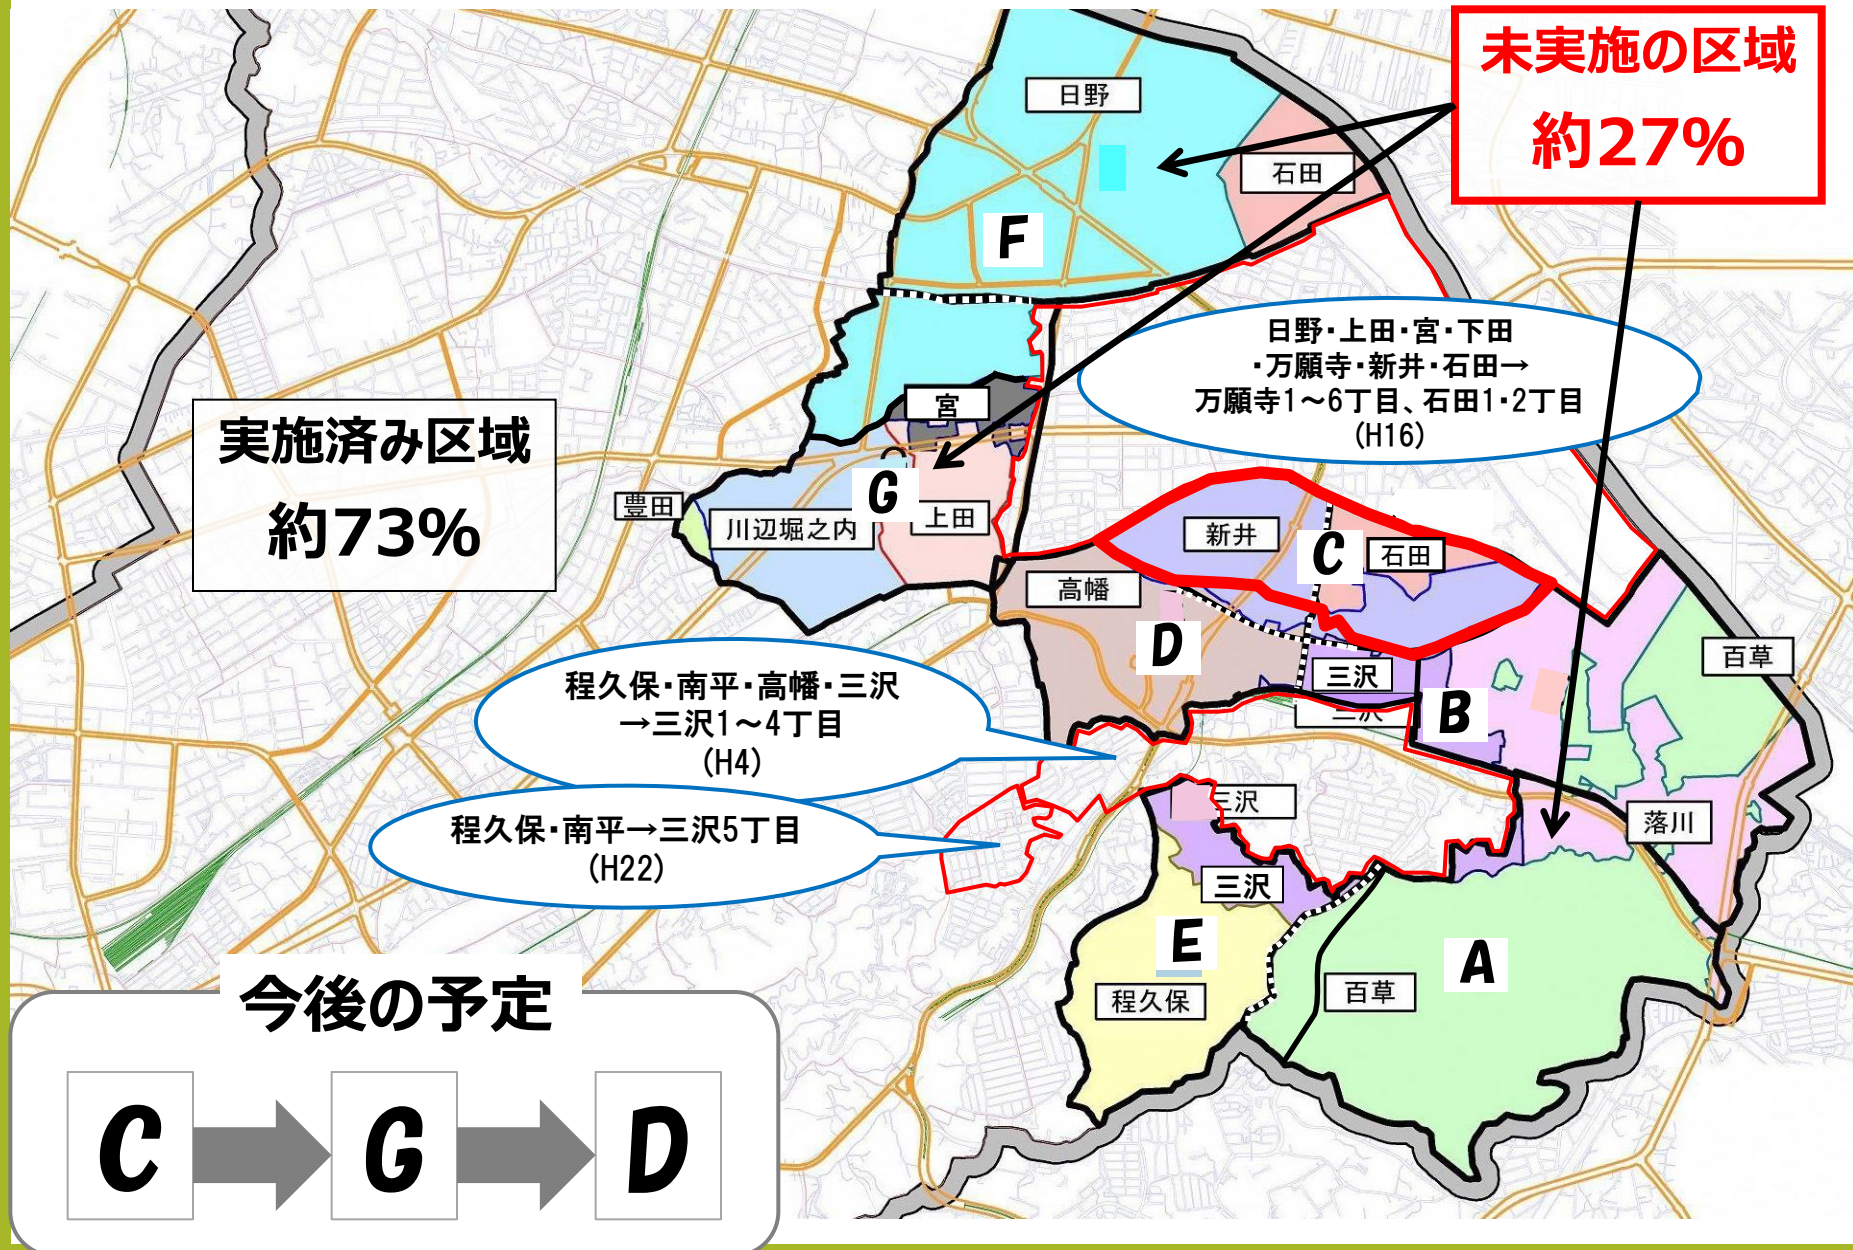 未実施の区域
約27%
日野
石田
F
日野・上田・宮・下田
・万願寺・新井・石田→
万願寺1～6丁目、石田1・2丁目
(H16)
実施済み区域
約73%
宮
G
豊田
川辺堀之内
上田
新井
C
石田
高幡
D
百草
三沢
三沢
B
程久保・南平・高幡・三沢
→三沢1～4丁目
(H4)
程久保・南平→三沢5丁目
(H22)
三沢
落川
三沢
E
A
程久保
百草
今後の予定
C
G
D